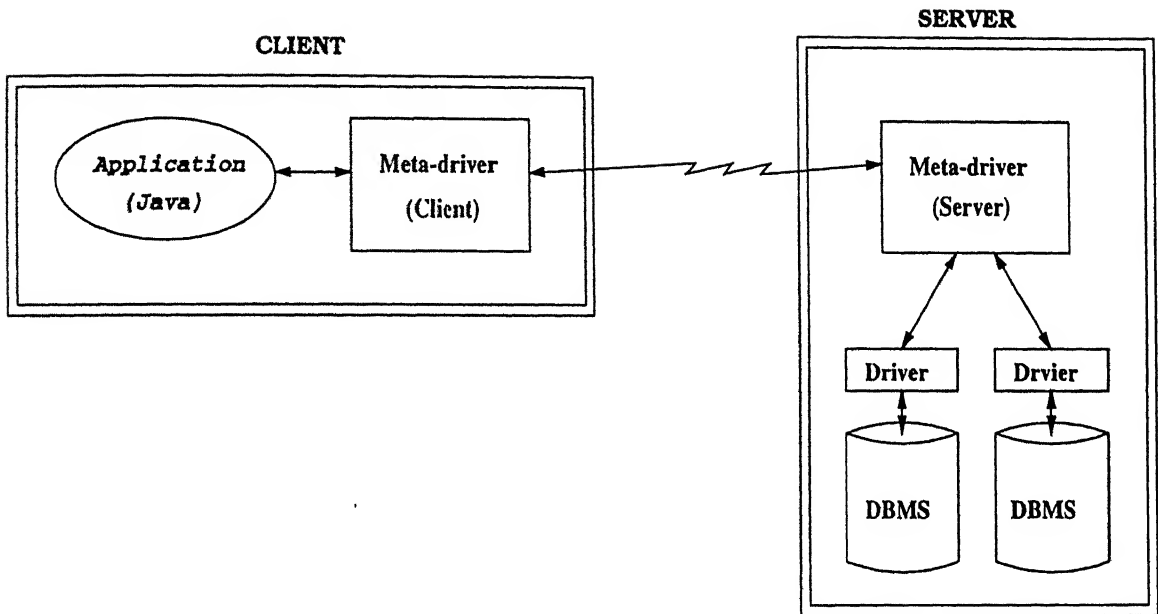 CLIENT
Application
(Java)
Meta-driver
(Client)
SERVER
Meta-driver
(Server)
Driver
Drvier
DBMS
DBMS